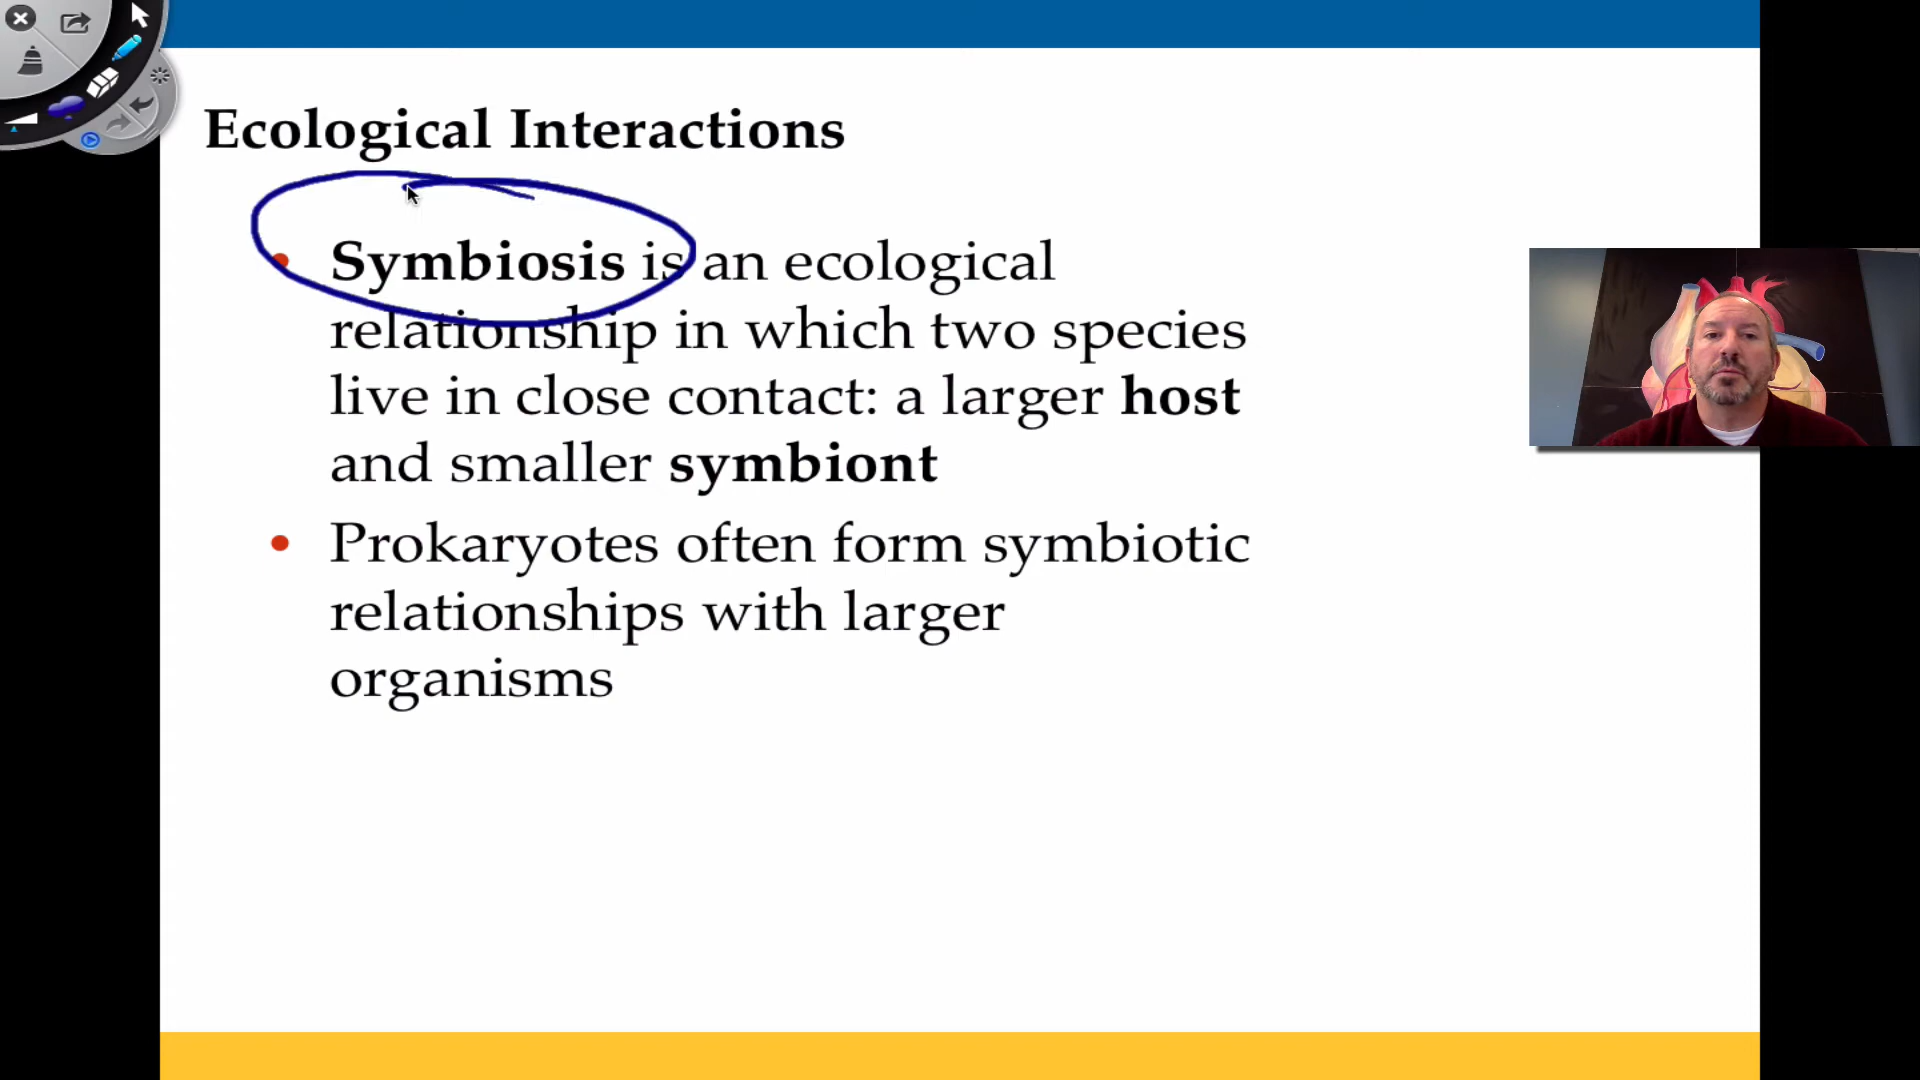 Ecological Interactions
• Symbiosis is an ecological
relationship in which two species
live in close contact: a larger host
and smaller symbiont
• Prokaryotes often form symbiotic
relationships with larger
organisms